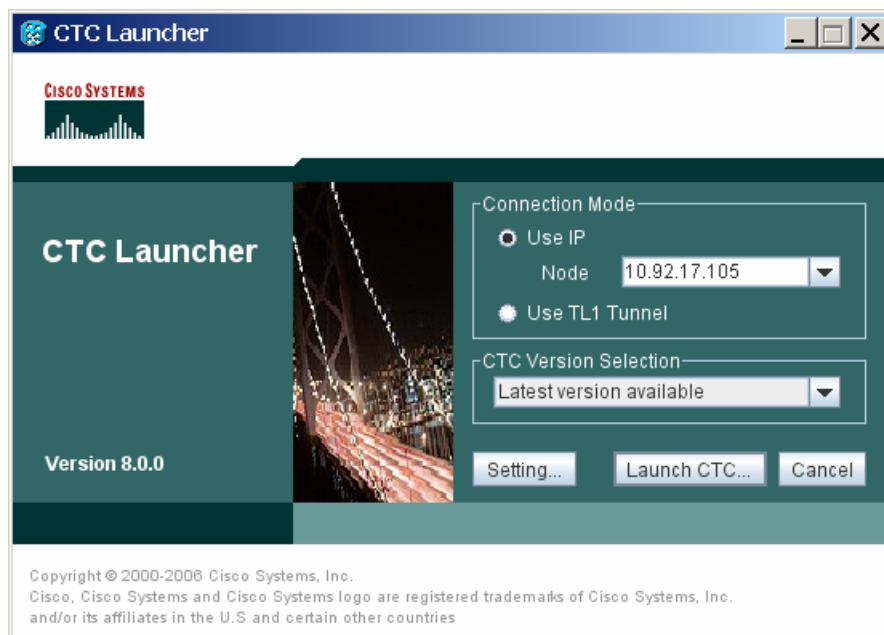 CTC Launcher
CISCO SYSTEMS
CTC Launcher
Version 8.0.0
Connection Mode
Use IP
Node 10.92.17.105
Use TL1 Tunnel
CTC Version Selection
Latest version available
Setting... Launch CTC... Cancel
Copyright © 2000-2006 Cisco Systems, Inc.
Cisco, Cisco Systems and Cisco Systems logo are registered trademarks of Cisco Systems, Inc.
and/or its affiliates in the U.S and certain other countries